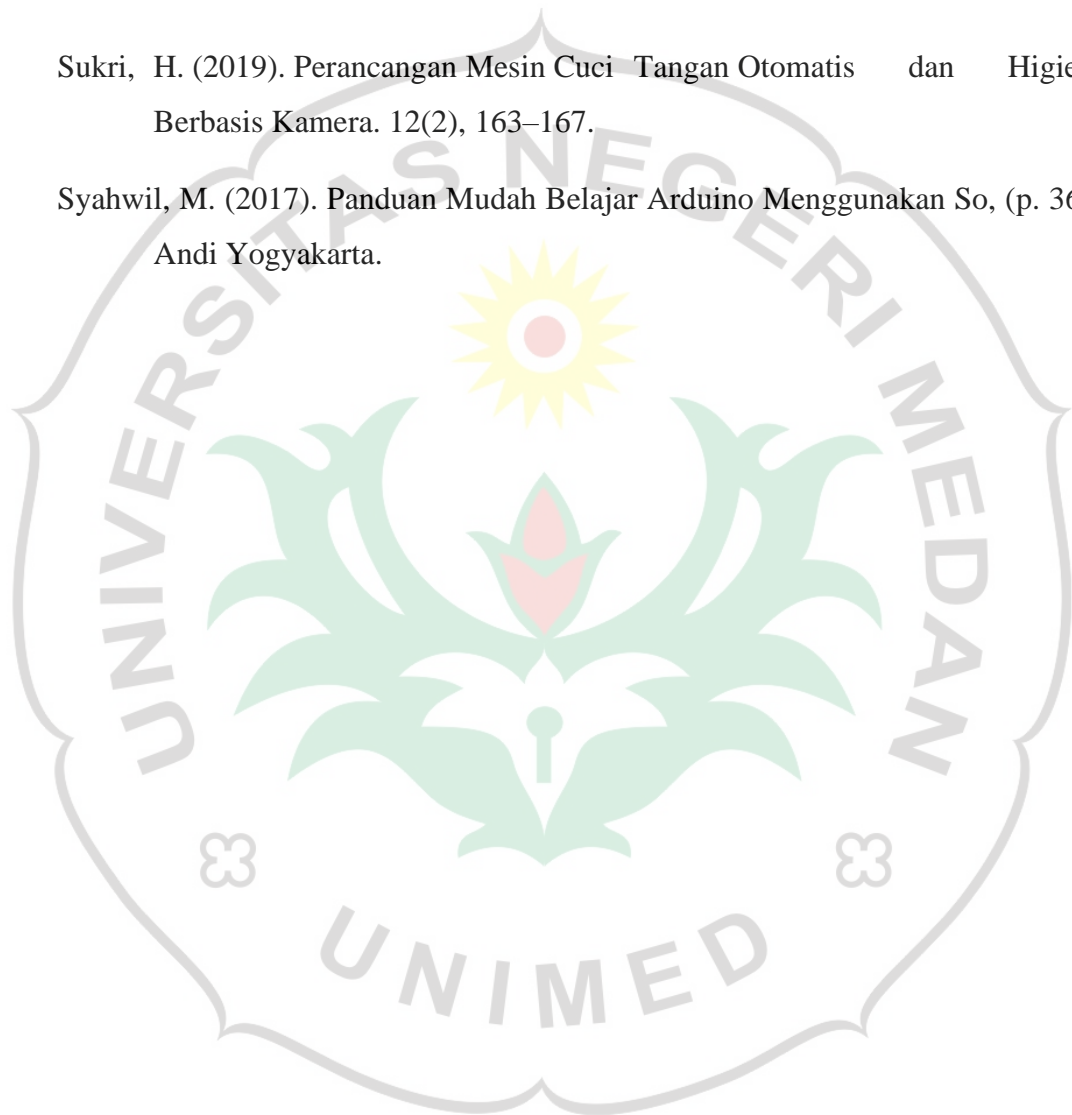 Sukri, H. (2019). Perancangan Mesin Cuci Tangan Otomatis dan Higie
Berbasis Kamera. 12(2), 163–167.
Syahwil, M. (2017). Panduan Mudah Belajar Arduino Menggunakan So, (p. 36
Andi Yogyakarta.
UNIVERSITAS NEGERI MEDAN
UNIMED